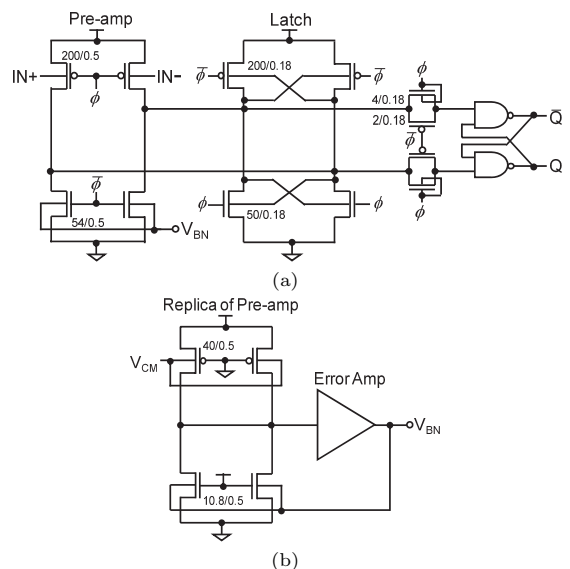 Pre-amp
Latch
200/0.5
IN+
IN-
ϕ
ϕ̅
200/0.18
ϕ̅
4/0.18
2/0.18
ϕ̅
ϕ
Q̅
Q
ϕ̅
54/0.5
V_BN
ϕ
50/0.18
ϕ
ϕ
(a)
Replica of Pre-amp
40/0.5
V_CM
Error Amp
V_BN
10.8/0.5
(b)